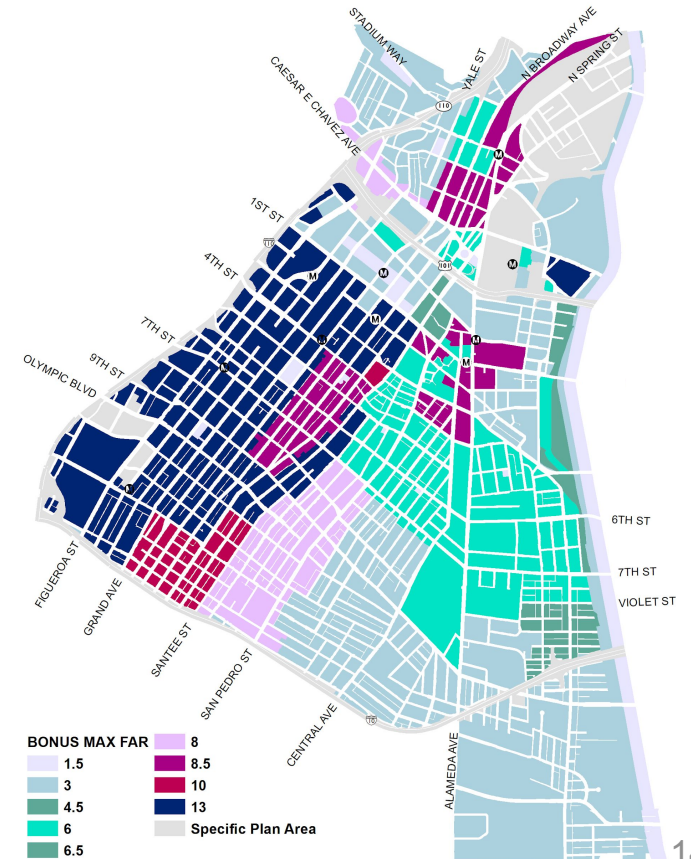 STADIUM WAY
N BROADWAY AVE
YALE ST
N SPRING ST
CAESAR E CHAVEZ AVE
110
M
1ST ST
110
4TH ST
101
M
M
M
M
7TH ST
M
M
M
M
OLYMPIC BLVD
9TH ST
M
6TH ST
FIGUEROA ST
GRAND AVE
7TH ST
VIOLET ST
SANTEE ST
SAN PEDRO ST
CENTRAL AVE
10
ALAMEDA AVE
BONUS MAX FAR
1.5
3
4.5
6
6.5
8
8.5
10
13
Specific Plan Area
1